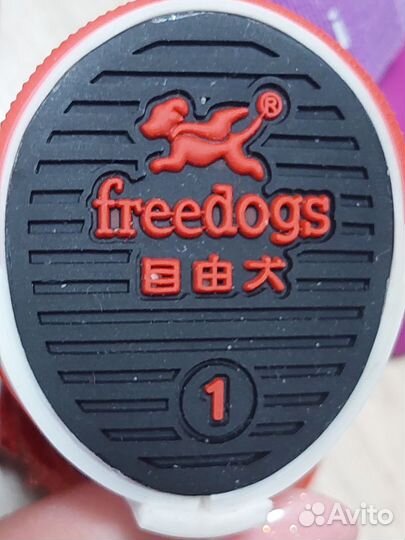 ®
freedogs
自由犬
1
Avito